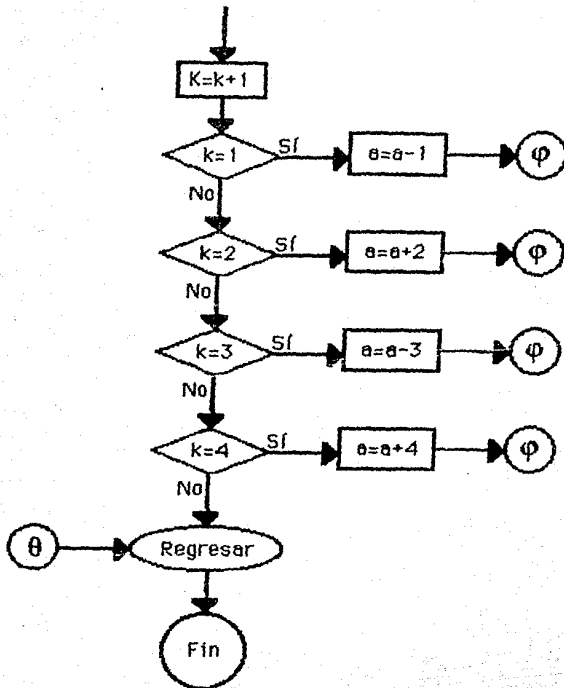 K=k+1
k=1
Sí
a=a-1
φ
No
k=2
Sí
a=a+2
φ
No
k=3
Sí
a=a-3
φ
No
k=4
Sí
a=a+4
φ
No
θ
Regresar
Fin